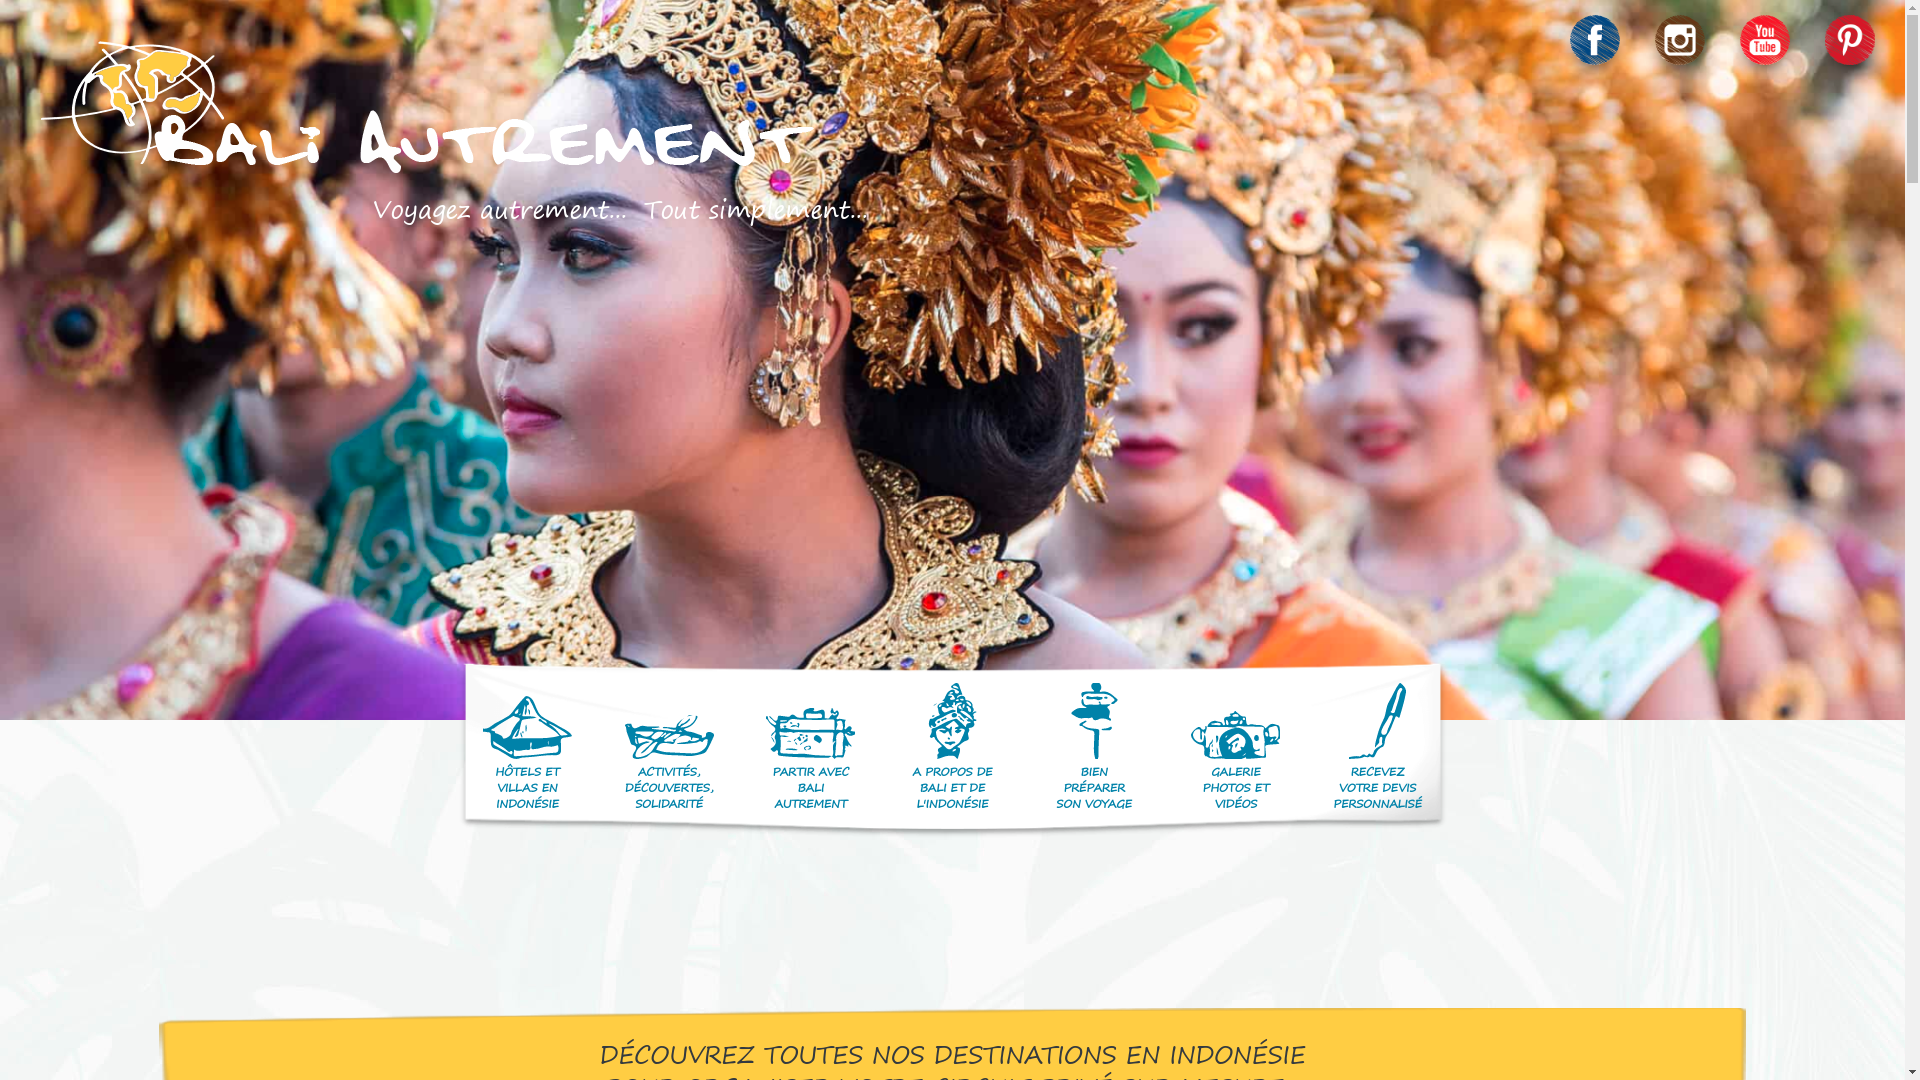 You
Tube
BALI AUTREMENT
Voyagez autrement... Tout simplement...
HÔTELS ET
VILLAS EN
INDONÉSIE
ACTIVITÉS,
DÉCOUVERTES,
SOLIDARITÉ
PARTIR AVEC
BALI
AUTREMENT
A PROPOS DE
BALI ET DE
L'INDONÉSIE
BIEN
PRÉPARER
SON VOYAGE
GALERIE
PHOTOS ET
VIDÉOS
RECEVEZ
VOTRE DEVIS
PERSONNALISÉ
DÉCOUVREZ TOUTES NOS DESTINATIONS EN INDONÉSIE